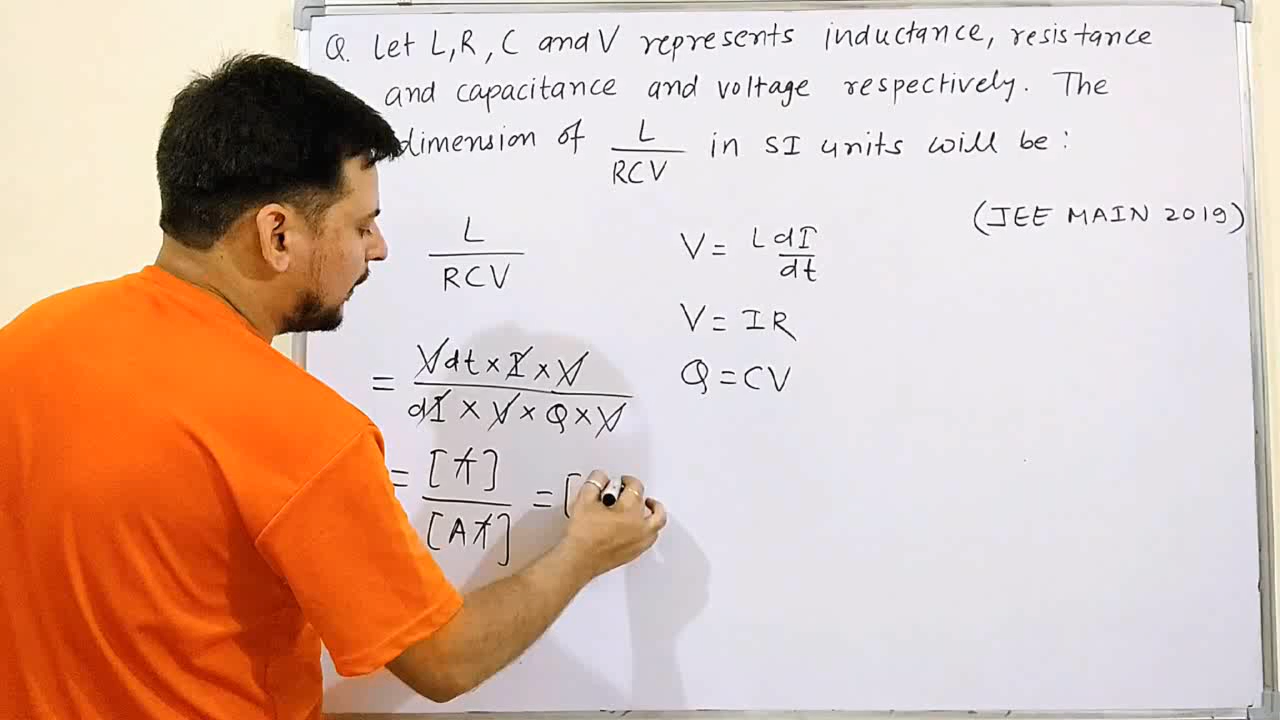 Q. Let L, R, C and V represents inductance, resistance
and capacitance and voltage respectively. The
dimension of L/RCV in SI units will be:
(JEE MAIN 2019)
L/RCV
V = L dI/dt
V = IR
= Vdt × I × V / dI × V × Q × V
Q = CV
= [T] / [AT] = [